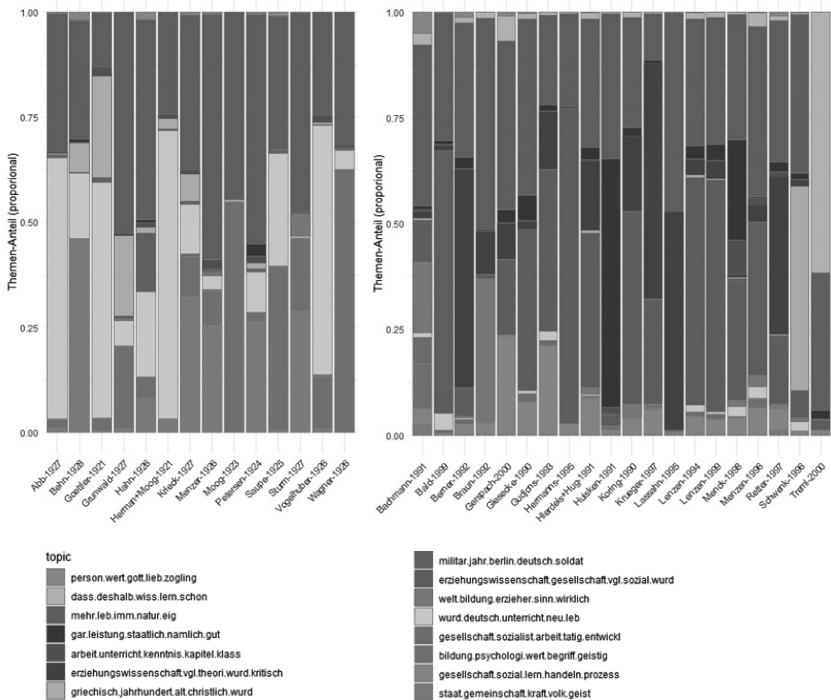 1.00
0.75
0.50
0.25
0.00
Themen-Anteil (proporional)
Abb-1927
Behn-1928
Goettler-1921
Grunwald-1927
Hahn-1928
Herman+Moog-1921
Krieck-1927
Menzer-1926
Moog-1923
Petersen-1924
Saupe-1925
Sturm-1927
Vogelhuber-1926
Wagner-1926
1.00
0.75
0.50
0.25
0.00
Themen-Anteil (proporional)
Bachmann-1991
Bald-1999
Berner-1992
Braun-1992
Gerspach-2000
Giesecke-1990
Gudjons-1993
Hermanns-1995
Hierdeis+Hug-1991
Huisken-1991
Koring-1990
Krueger-1997
Lassahn-1995
Lenzen-1994
Lenzen-1999
Menck-1998
Menzen-1996
Retter-1997
Schwenk-1996
Treml-2000
topic
person.wert.gott.lieb.zogling
dass.deshalb.wiss.lern.schon
mehr.leb.imm.natur.eig
gar.leistung.staatlich.namlich.gut
arbeit.unterricht.kenntnis.kapitel.klass
erziehungswissenschaft.vgl.theori.wurd.kritisch
griechisch.jahrhundert.alt.christlich.wurd
militar.jahr.berlin.deutsch.soldat
erziehungswissenschaft.gesellschaft.vgl.sozial.wurd
welt.bildung.erzieher.sinn.wirklich
wurd.deutsch.unterricht.neu.leb
gesellschaft.sozialist.arbeit.tatig.entwickl
bildung.psychologi.wert.begriff.geistig
gesellschaft.sozial.lern.handeln.prozess
staat.gemeinschaft.kraft.volk.geist